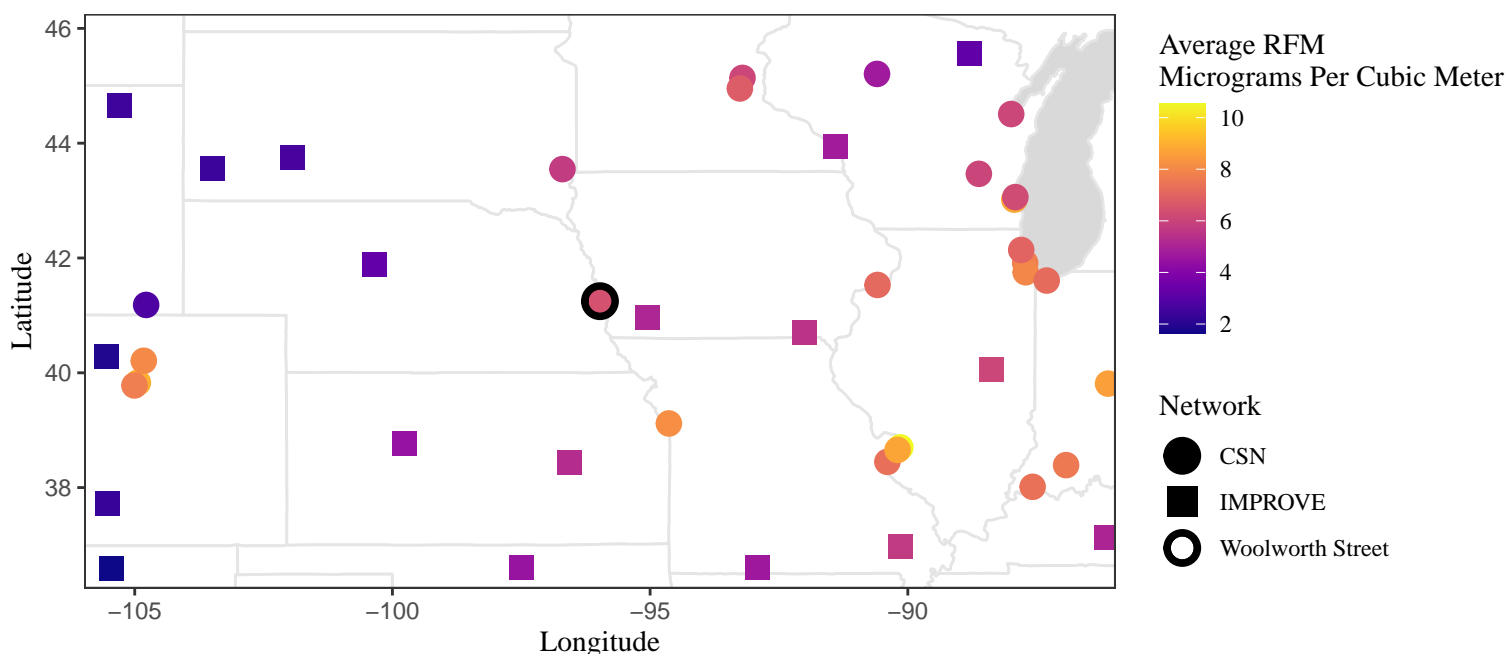 46
44
42
40
38
Latitude
−105
−100
−95
−90
Longitude
Average RFM
Micrograms Per Cubic Meter
10
8
6
4
2
Network
CSN
IMPROVE
Woolworth Street